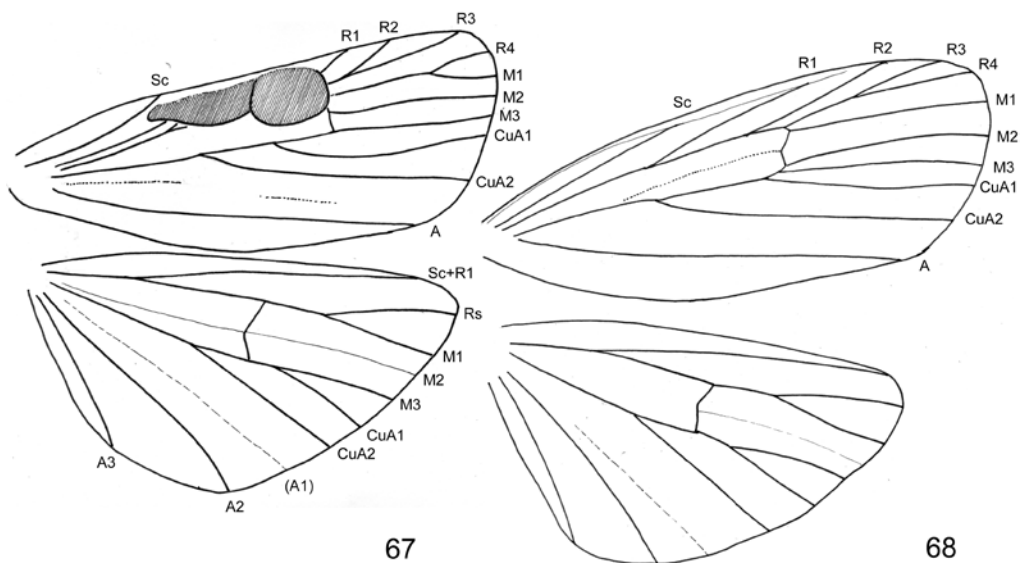 Sc
R1
R2
R3
R4
M1
M2
M3
CuA1
CuA2
A
Sc+R1
Rs
M1
M2
M3
CuA1
CuA2
(A1)
A2
A3
67
Sc
R1
R2
R3
R4
M1
M2
M3
CuA1
CuA2
A
68